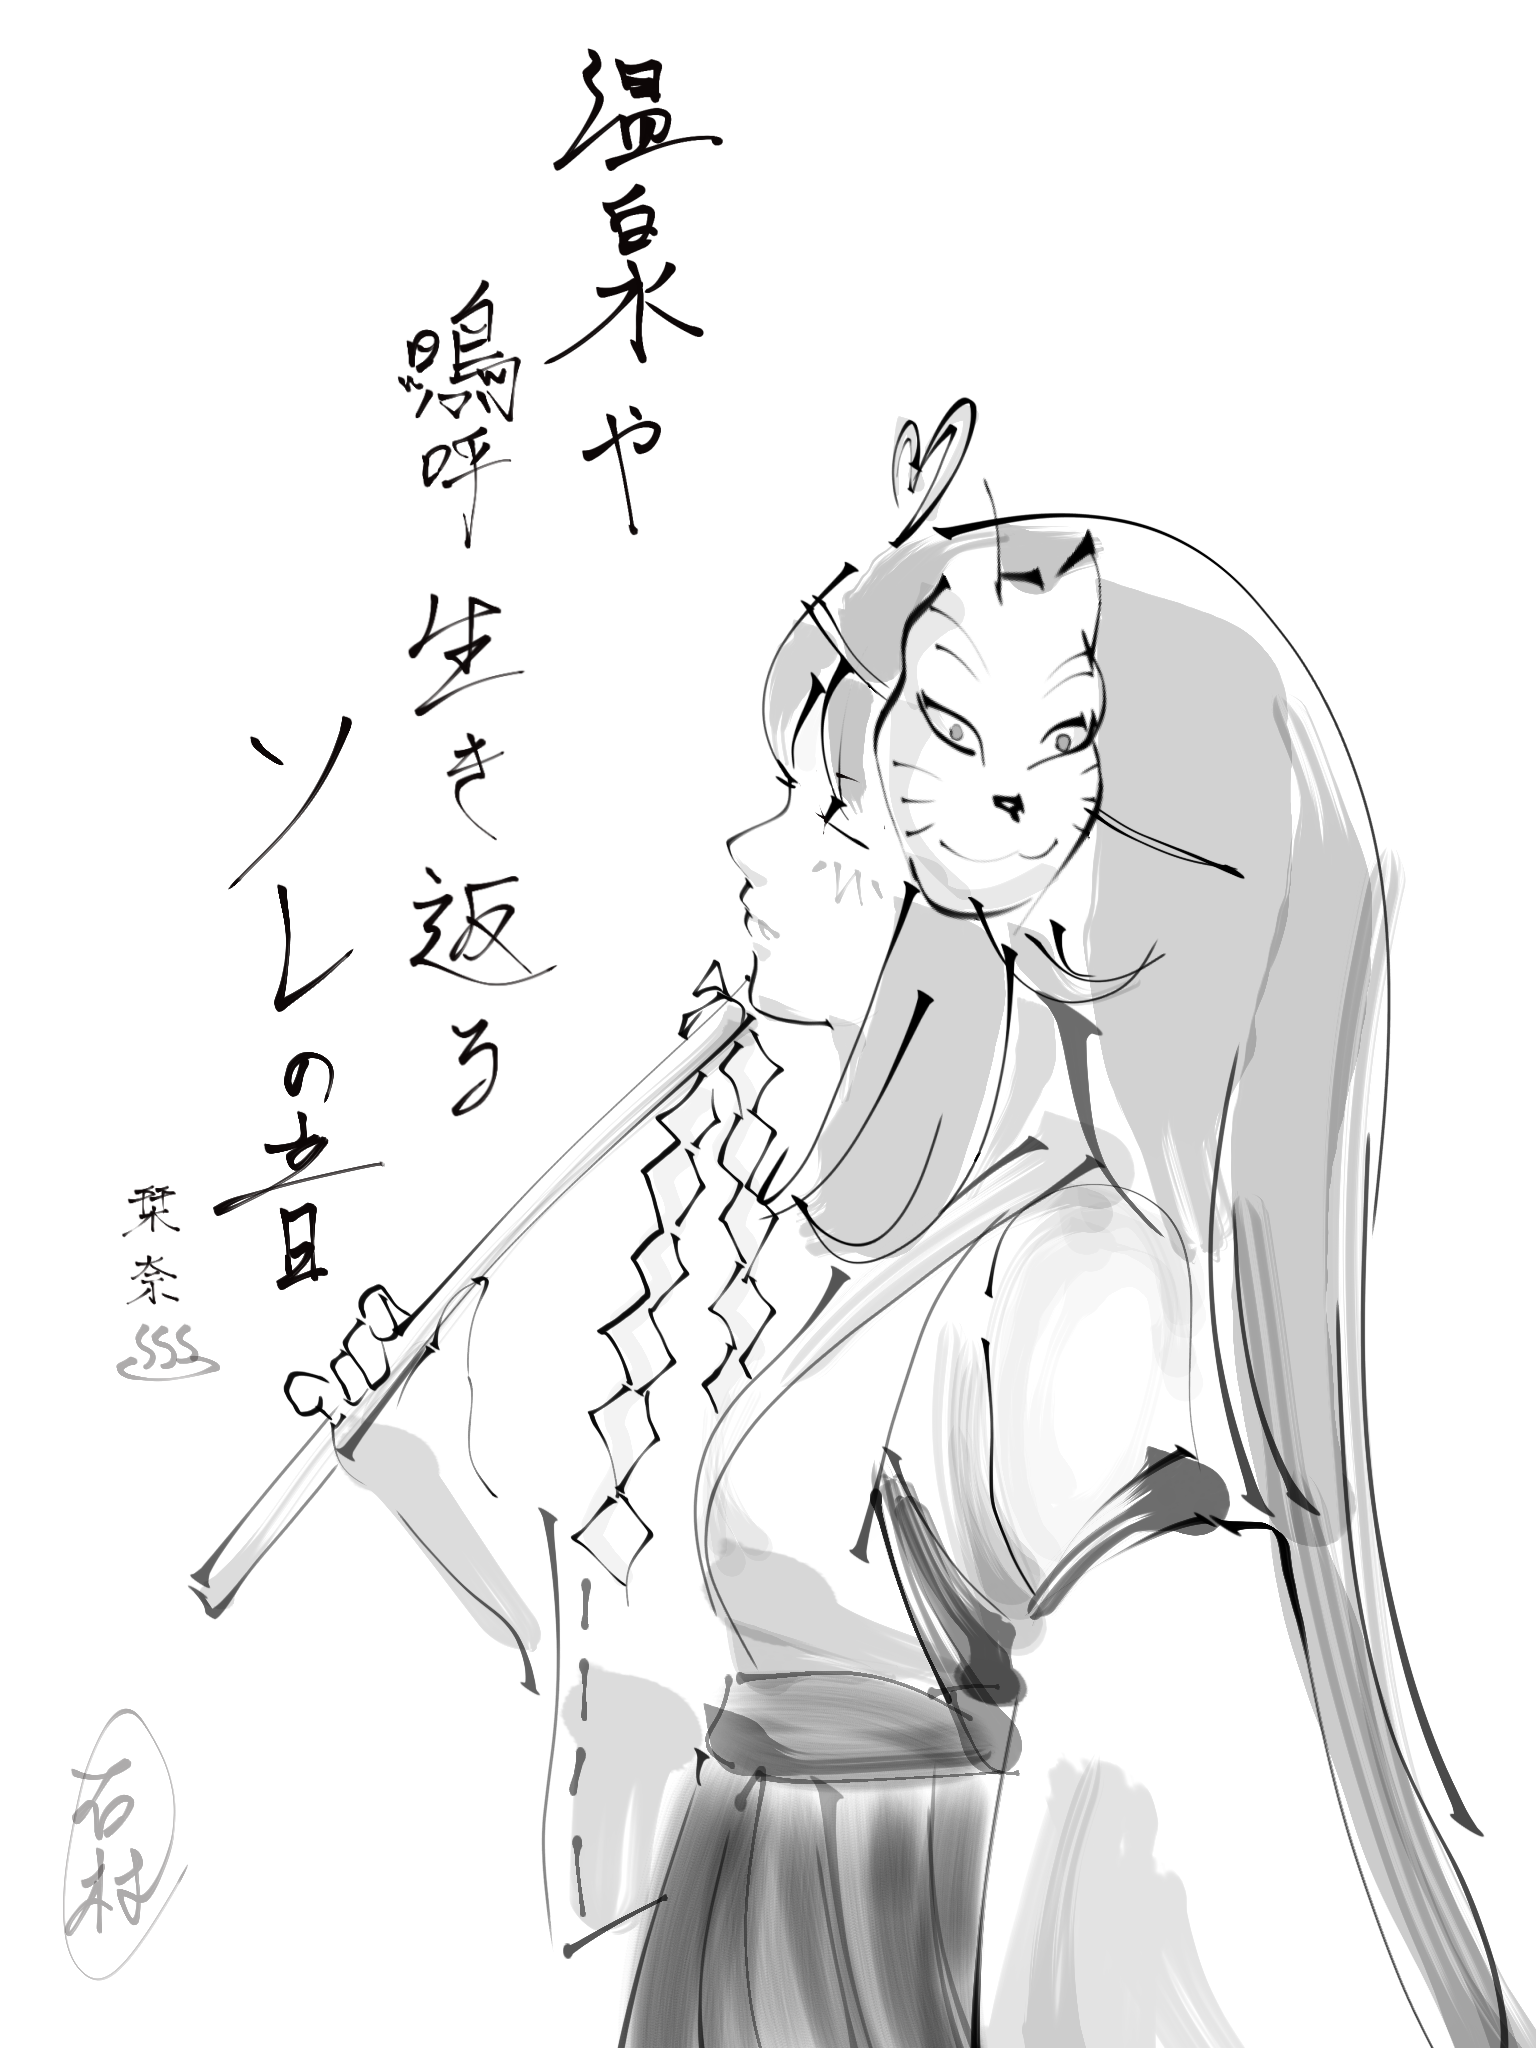 温泉や
嗚呼生き返る
ソレの音
栞奈♨
石村